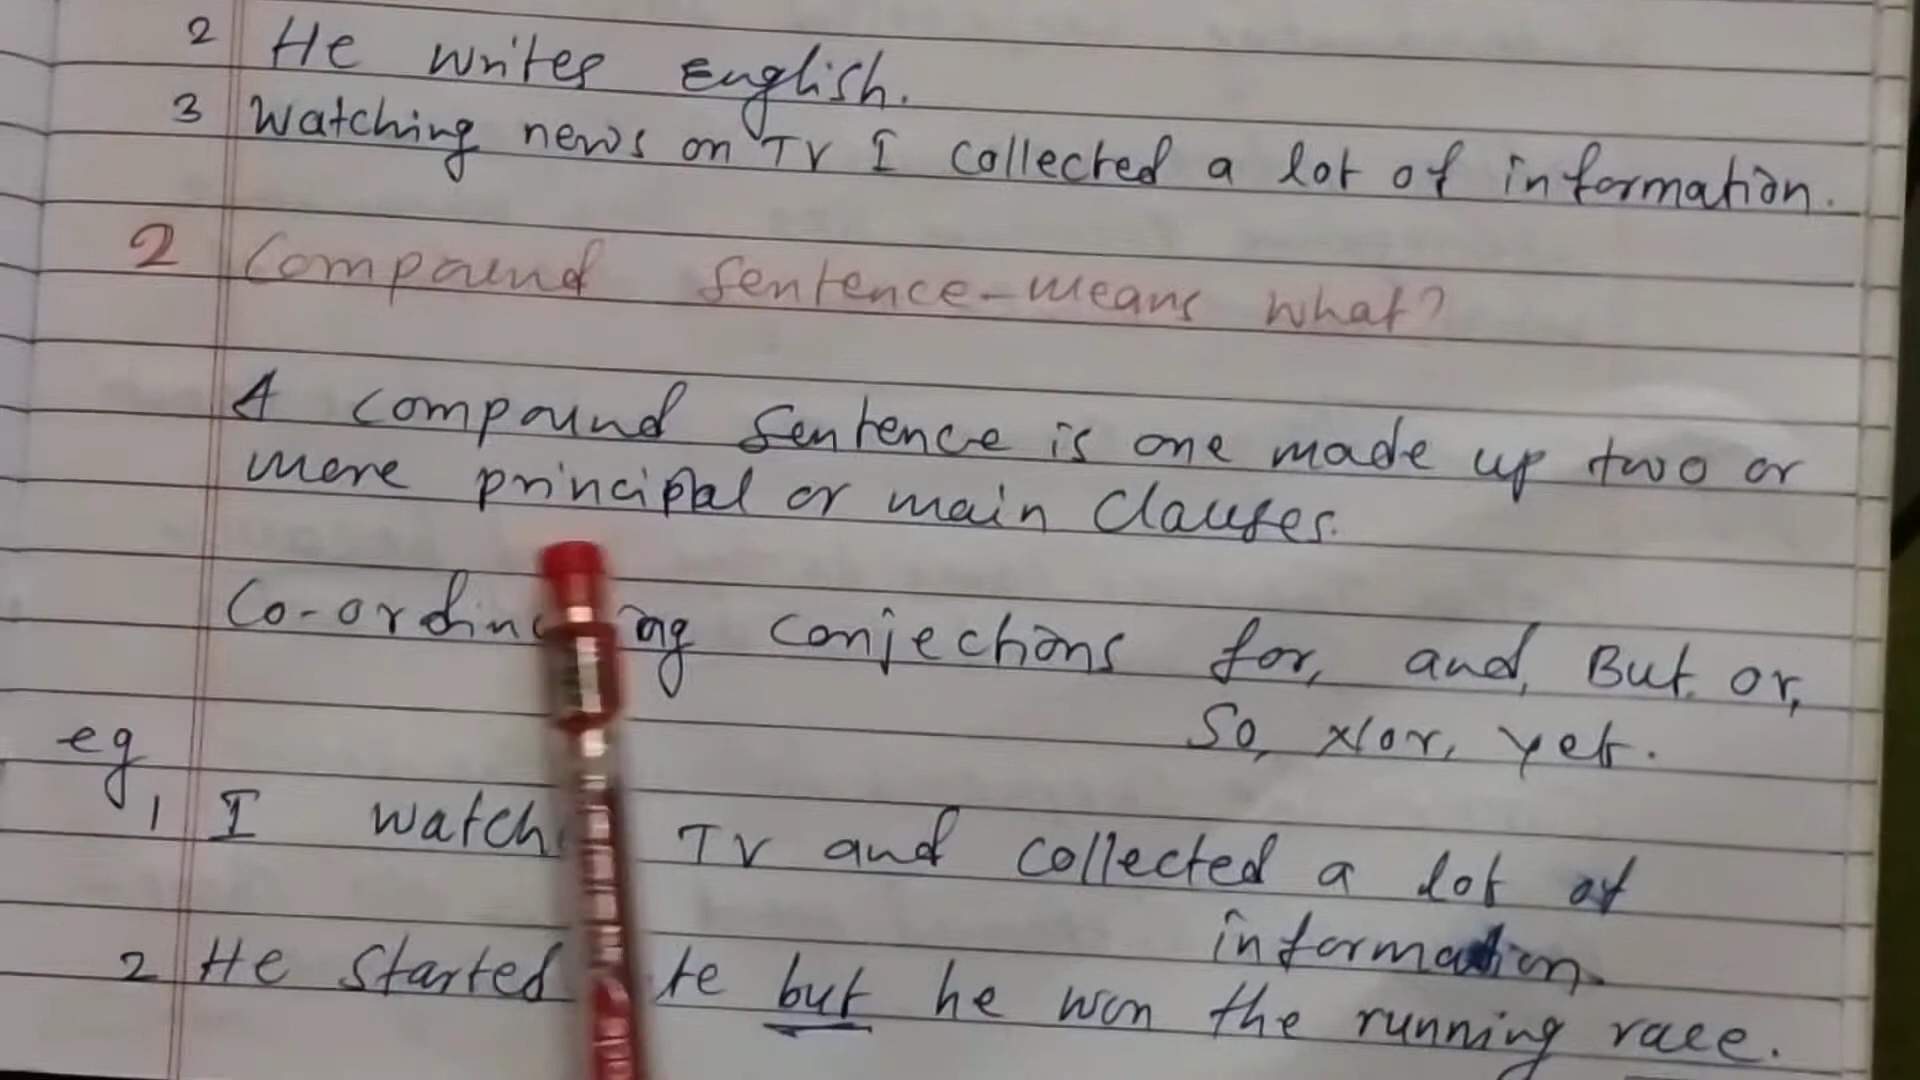 2 He writes English.
3 Watching news on TV I collected a lot of information.
2 Compound Sentence-means what?
A compound Sentence is one made up two or
more principal or main Clauses.
Co-ordin ng conjections for, and, But. or,
So, Nor, yet.
eg
1 I watch TV and collected a lot of
information.
2 He Started te but he won the running race.